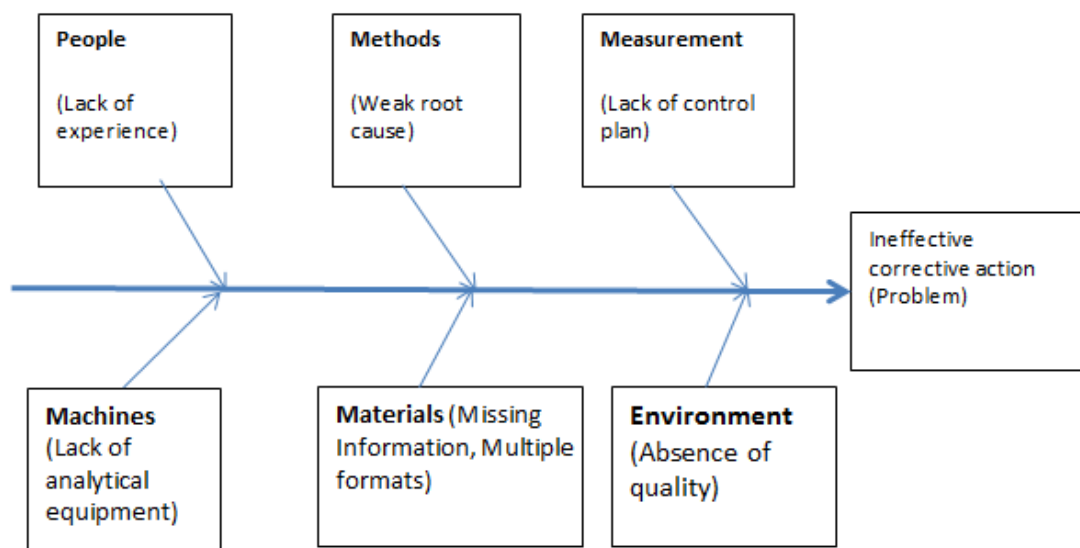 People
(Lack of
experience)
Methods
(Weak root
cause)
Measurement
(Lack of control
plan)
Ineffective
corrective action
(Problem)
Machines
(Lack of
analytical
equipment)
Materials (Missing
Information, Multiple
formats)
Environment
(Absence of
quality)